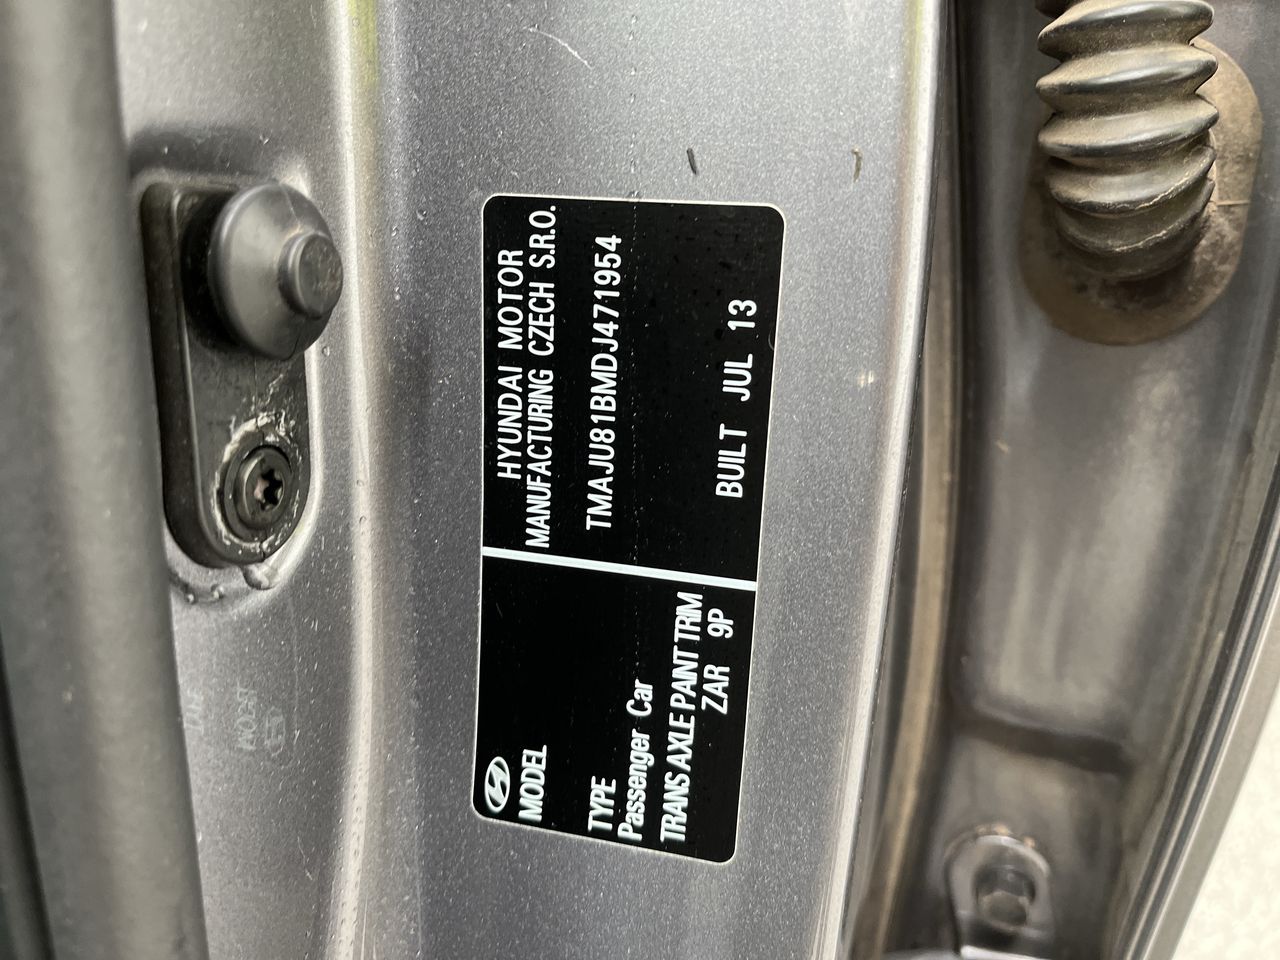 HYUNDAI MOTOR
MANUFACTURING CZECH S.R.O.
TMAJU81BMDJ471954
BUILT JUL 13
MODEL
TYPE
Passenger Car
TRANS AXLE PAINT TRIM
ZAR 9P